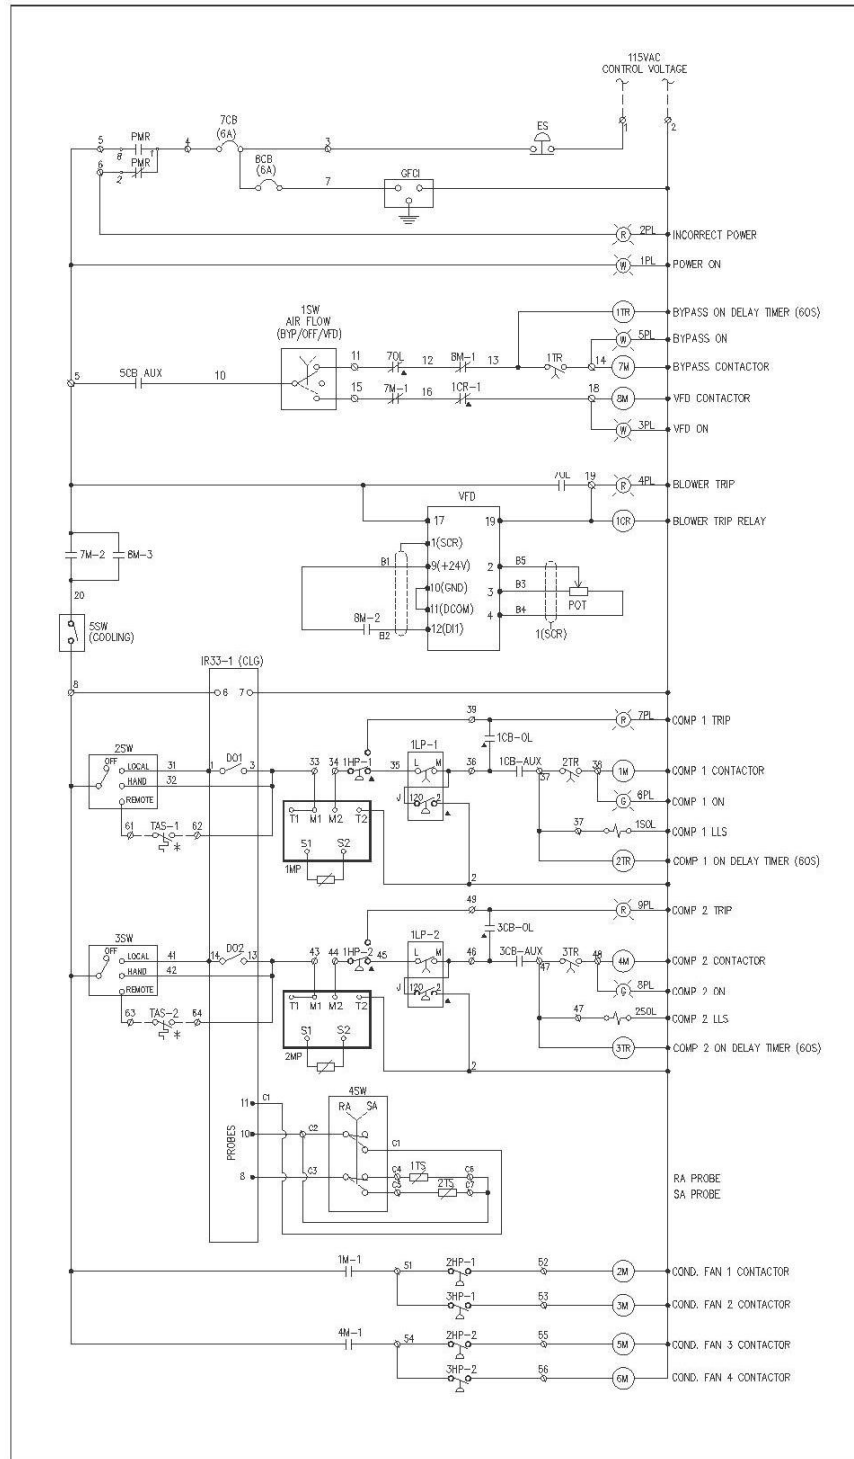 115VAC
CONTROL VOLTAGE
1 2
7CB
(6A)
ES
5 PMR 4 3
8 1
6 PMR
2
8CB
(6A)
7 GFCI
R 2PL INCORRECT POWER
W 1PL POWER ON
1SW
AIR FLOW
(BYP/OFF/VFD)
1TR BYPASS ON DELAY TIMER (60S)
W 5PL BYPASS ON
11 7OL 12 8M-1 13 1TR 14 7M BYPASS CONTACTOR
5 5CB AUX 10
15 7M-1 16 1CR-1 18 8M VFD CONTACTOR
W 3PL VFD ON
7OL 19 R 4PL BLOWER TRIP
VFD
17 19 1CR BLOWER TRIP RELAY
1(SCR)
B1 9(+24V) 2 B5
10(GND) 3 B3 POT
11(DCOM) 4 B4
8M-2 B2 12(DI1) 1(SCR)
7M-2 8M-3
20
5SW
(COOLING)
IR33-1 (CLG)
8 6 7
39 R 7PL COMP 1 TRIP
1CB-OL
2SW
OFF LOCAL 31 1 DO1 3 33 34 1HP-1 35 1LP-1 L M 36 1CB-AUX 37 2TR 38 1M COMP 1 CONTACTOR
HAND 32
REMOTE
G 6PL COMP 1 ON
J 120 2
61 TAS-1 62 *
T1 M1 M2 T2
S1 S2
1MP
37 1SOL COMP 1 LLS
2TR COMP 1 ON DELAY TIMER (60S)
2
49 R 9PL COMP 2 TRIP
3CB-OL
3SW
OFF LOCAL 41 14 DO2 13 43 44 1HP-2 45 1LP-2 L M 46 3CB-AUX 47 3TR 48 4M COMP 2 CONTACTOR
HAND 42
REMOTE
G 8PL COMP 2 ON
J 120 2
63 TAS-2 64 *
T1 M1 M2 T2
S1 S2
2MP
47 2SOL COMP 2 LLS
3TR COMP 2 ON DELAY TIMER (60S)
2
PROBES
11 C1
10 C2
8 C3
4SW
RA SA
C1
C4 1TS C6
C5 2TS C7
RA PROBE
SA PROBE
1M-1 51 2HP-1 52 2M COND. FAN 1 CONTACTOR
3HP-1 53 3M COND. FAN 2 CONTACTOR
4M-1 54 2HP-2 55 5M COND. FAN 3 CONTACTOR
3HP-2 56 6M COND. FAN 4 CONTACTOR